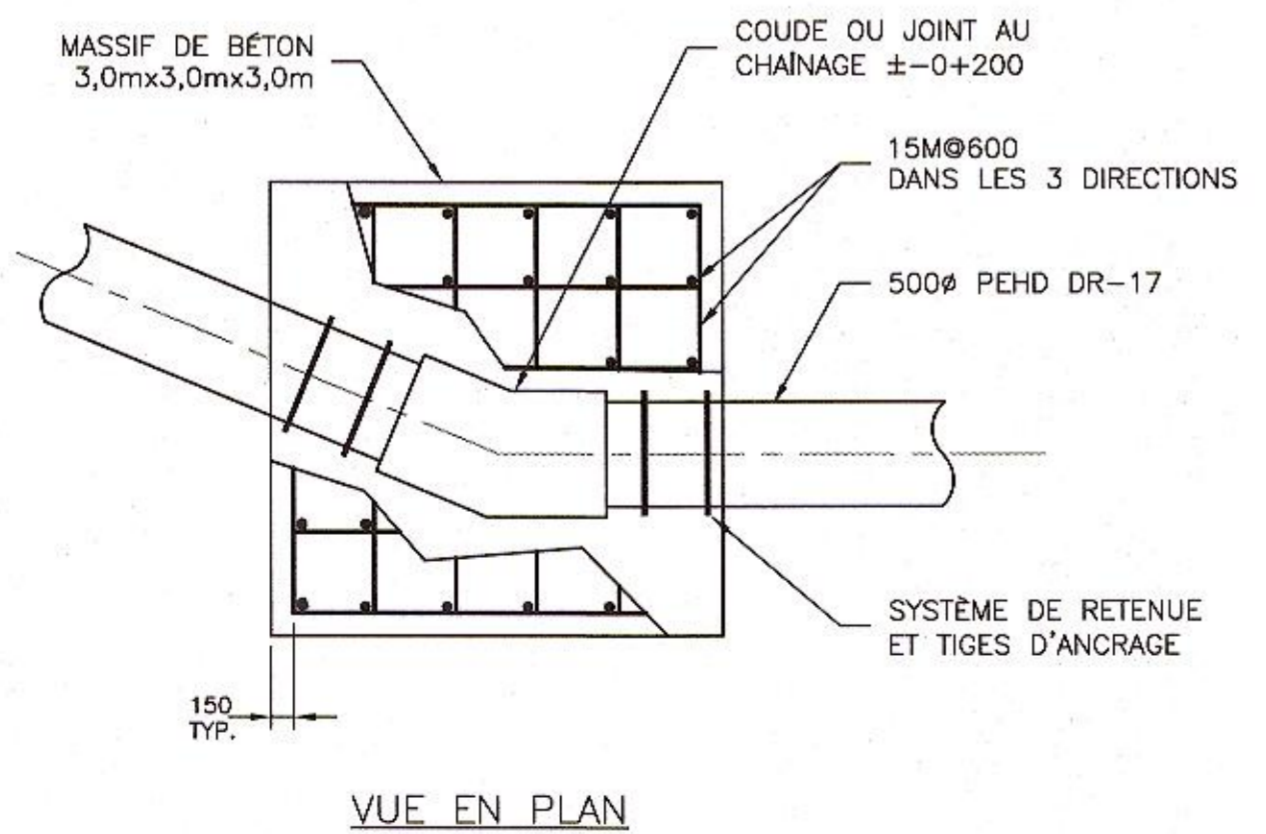 MASSIF DE BÉTON
3,0mx3,0mx3,0m
COUDE OU JOINT AU
CHAÎNAGE ±-0+200
15M@600
DANS LES 3 DIRECTIONS
500ø PEHD DR-17
SYSTÈME DE RETENUE
ET TIGES D'ANCRAGE
150
TYP.
VUE EN PLAN